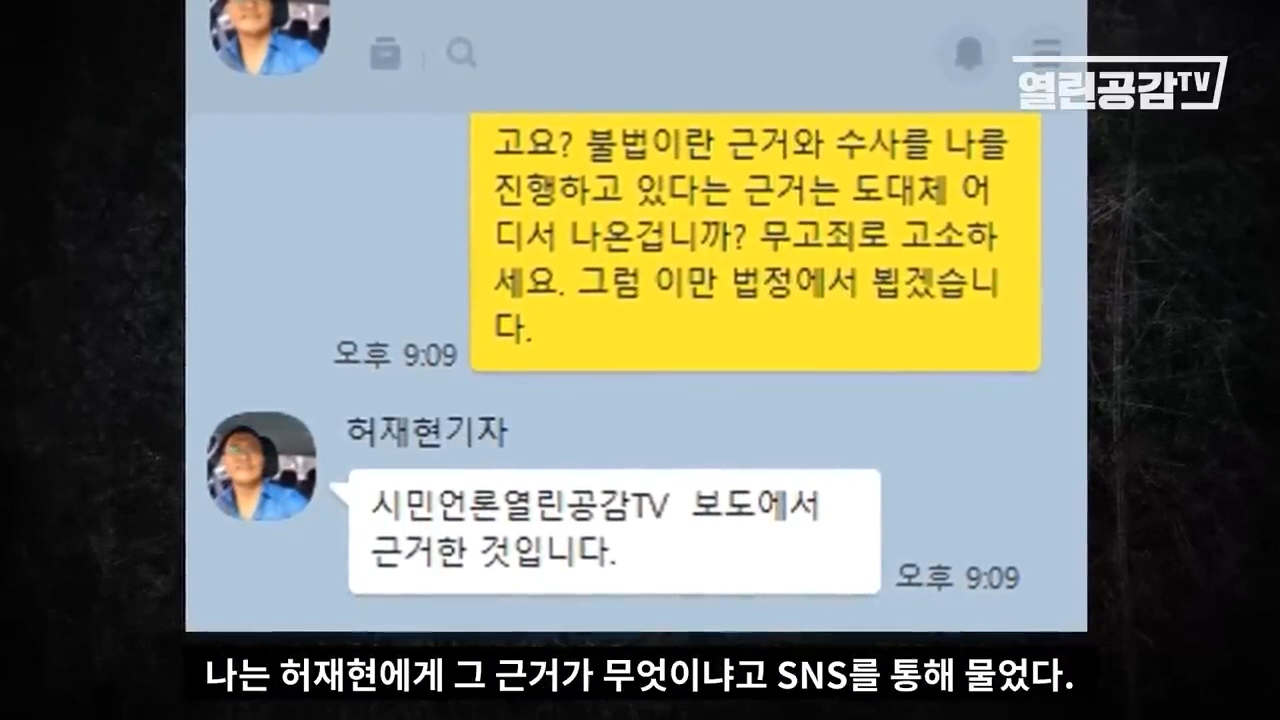 열린공감TV
고요? 불법이란 근거와 수사를 나를
진행하고 있다는 근거는 도대체 어
디서 나온겁니까? 무고죄로 고소하
세요. 그럼 이만 법정에서 뵙겠습니
다.
오후 9:09
허재현기자
시민언론열린공감TV 보도에서
근거한 것입니다.
오후 9:09
나는 허재현에게 그 근거가 무엇이냐고 SNS를 통해 물었다.